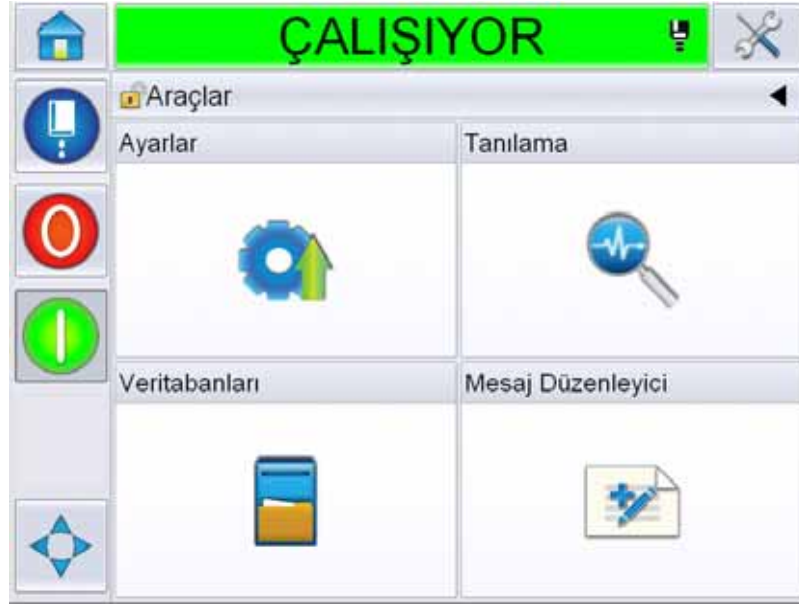 ÇALIŞIYOR
Araçlar
Ayarlar
Tanılama
Veritabanları
Mesaj Düzenleyici